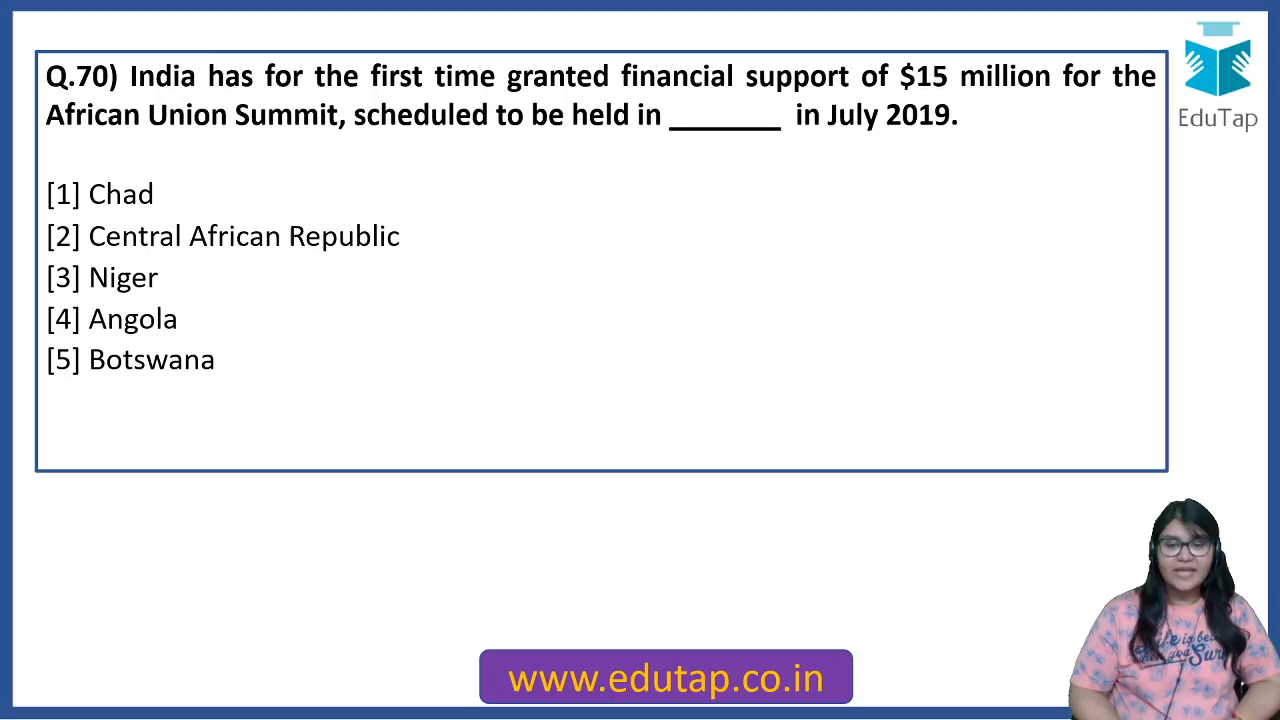 Q.70) India has for the first time granted financial support of $15 million for the
African Union Summit, scheduled to be held in _______ in July 2019.
[1] Chad
[2] Central African Republic
[3] Niger
[4] Angola
[5] Botswana
EduTap
www.edutap.co.in